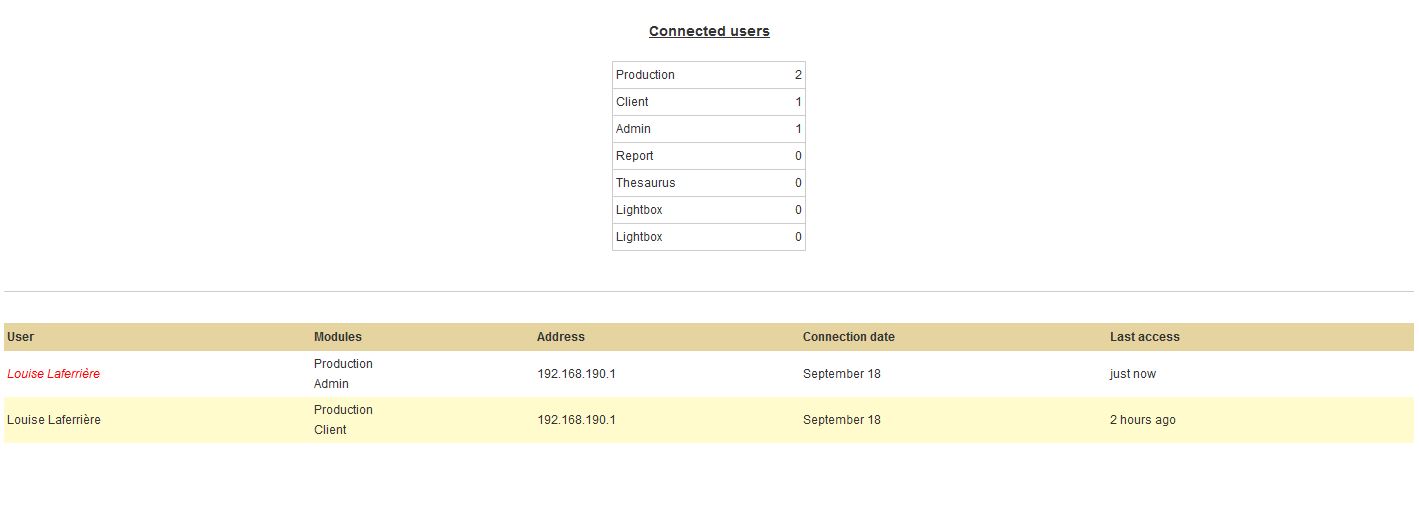 Connected users
Production 2
Client 1
Admin 1
Report 0
Thesaurus 0
Lightbox 0
Lightbox 0
User Modules Address Connection date Last access
Louise Laferrière Production Admin 192.168.190.1 September 18 just now
Louise Laferrière Production Client 192.168.190.1 September 18 2 hours ago